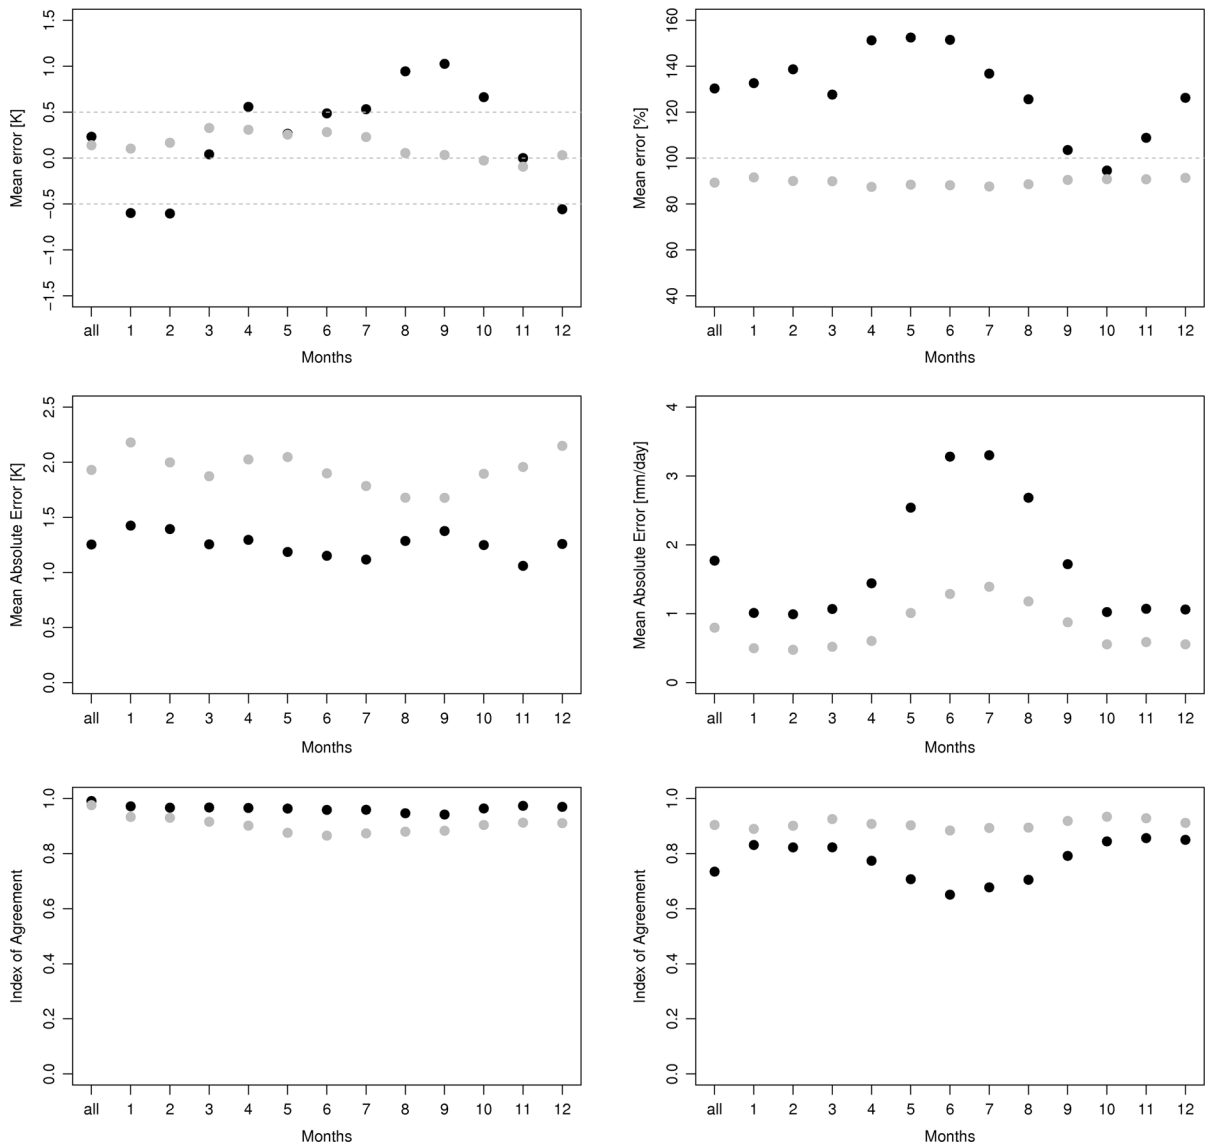 Mean error [K]
1.5
1.0
0.5
0.0
−0.5
−1.0
−1.5
all 1 2 3 4 5 6 7 8 9 10 11 12
Months
Mean error [%]
160
140
120
100
80
60
40
all 1 2 3 4 5 6 7 8 9 10 11 12
Months
Mean Absolute Error [K]
2.5
2.0
1.5
1.0
0.5
0.0
all 1 2 3 4 5 6 7 8 9 10 11 12
Months
Mean Absolute Error [mm/day]
4
3
2
1
0
all 1 2 3 4 5 6 7 8 9 10 11 12
Months
Index of Agreement
1.0
0.8
0.6
0.4
0.2
0.0
all 1 2 3 4 5 6 7 8 9 10 11 12
Months
Index of Agreement
1.0
0.8
0.6
0.4
0.2
0.0
all 1 2 3 4 5 6 7 8 9 10 11 12
Months